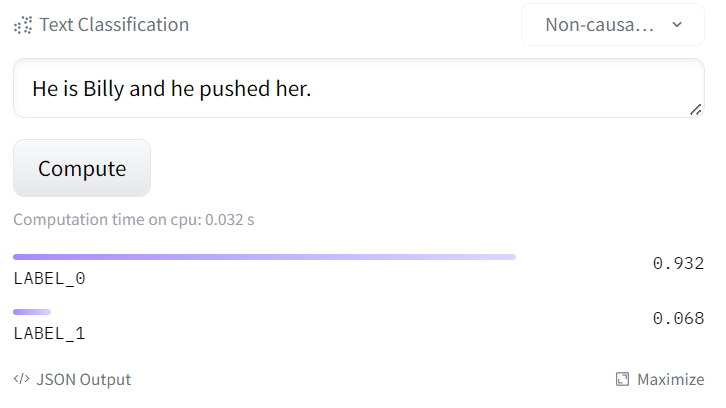 Text Classification
Non-causa…
He is Billy and he pushed her.
Compute
Computation time on cpu: 0.032 s
0.932
LABEL_0
0.068
LABEL_1
</> JSON Output
Maximize